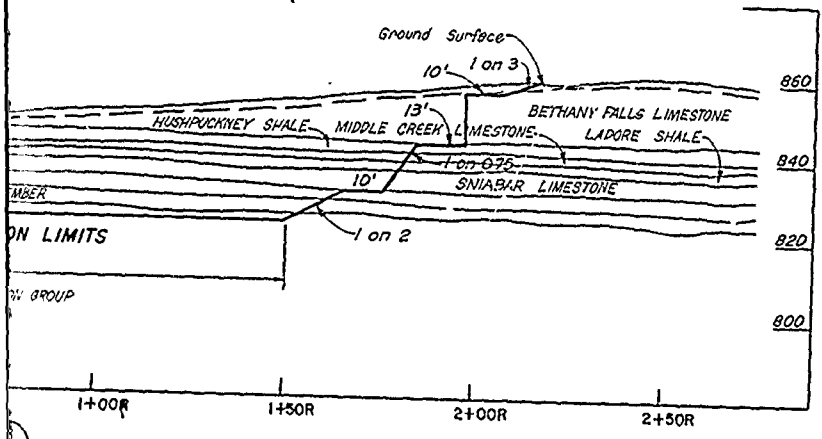 Ground Surface
1 on 3
10'
860
13'
BETHANY FALLS LIMESTONE
HUSHPUCKNEY SHALE
MIDDLE CREEK LIMESTONE
LADORE SHALE
1 on 0.75
840
10'
SNIABAR LIMESTONE
EMBER
1 on 2
ON LIMITS
820
ON GROUP
800
1+00R
1+50R
2+00R
2+50R